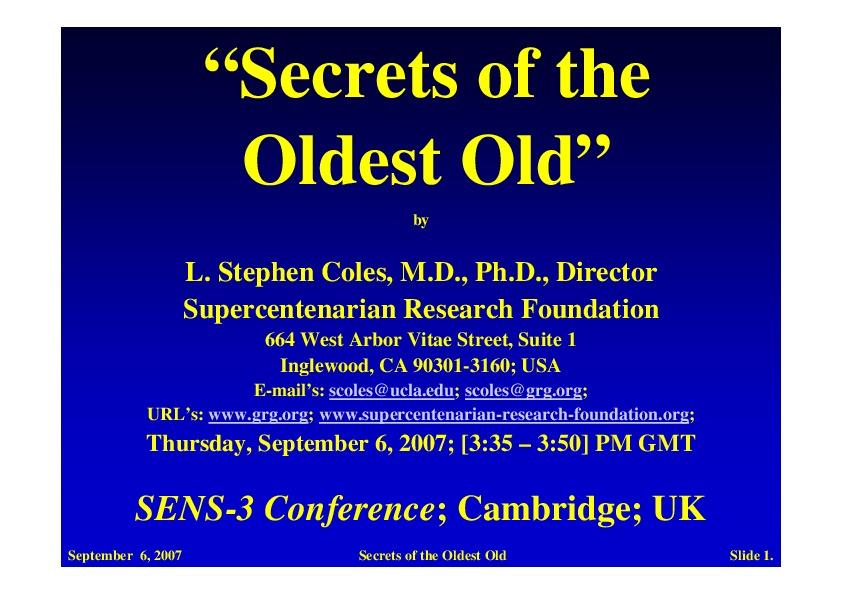 “Secrets of the
Oldest Old”
by
L. Stephen Coles, M.D., Ph.D., Director
Supercentenarian Research Foundation
664 West Arbor Vitae Street, Suite 1
Inglewood, CA 90301-3160; USA
E-mail’s: scoles@ucla.edu; scoles@grg.org;
URL’s: www.grg.org; www.supercentenarian-research-foundation.org;
Thursday, September 6, 2007; [3:35 – 3:50] PM GMT
SENS-3 Conference; Cambridge; UK
September 6, 2007 Secrets of the Oldest Old Slide 1.